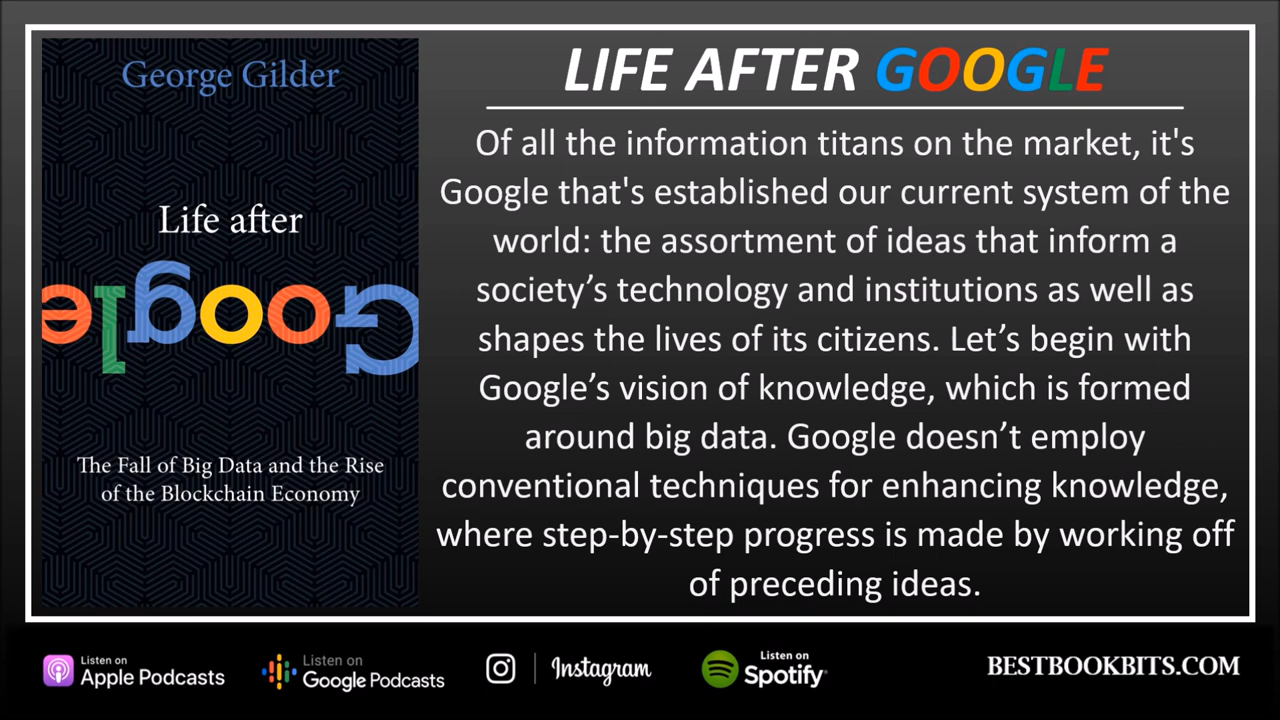 George Gilder
Life after
Google
The Fall of Big Data and the Rise
of the Blockchain Economy
LIFE AFTER GOOGLE
Of all the information titans on the market, it's
Google that's established our current system of the
world: the assortment of ideas that inform a
society’s technology and institutions as well as
shapes the lives of its citizens. Let’s begin with
Google’s vision of knowledge, which is formed
around big data. Google doesn’t employ
conventional techniques for enhancing knowledge,
where step-by-step progress is made by working off
of preceding ideas.
Listen on
Apple Podcasts
Listen on
Google Podcasts
Instagram
Listen on
Spotify
BESTBOOKBITS.COM